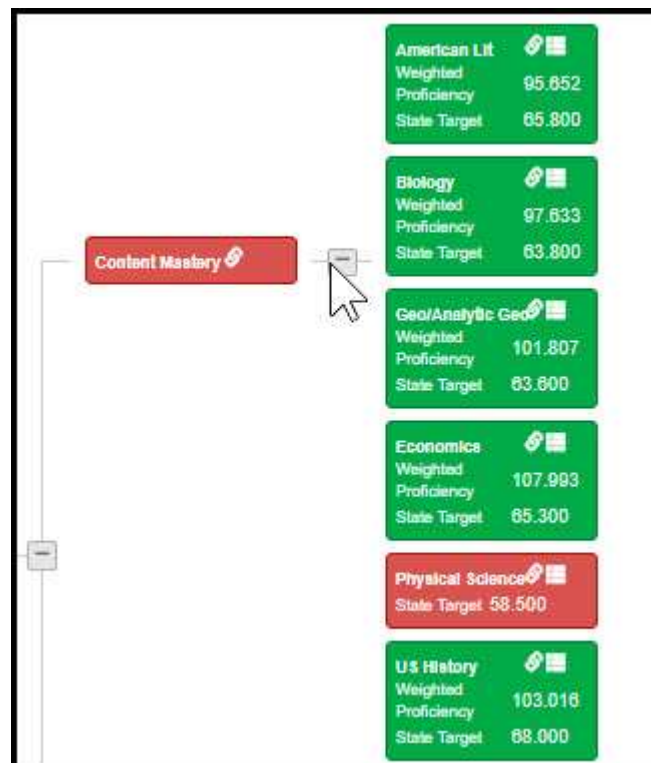 American Lit
Weighted
Proficiency 95.652
State Target 65.800
Biology
Weighted
Proficiency 97.633
State Target 63.800
Content Mastery
Geo/Analytic Geo
Weighted
Proficiency 101.807
State Target 63.600
Economics
Weighted
Proficiency 107.993
State Target 65.300
Physical Science
State Target 58.500
US History
Weighted
Proficiency 103.016
State Target 68.000